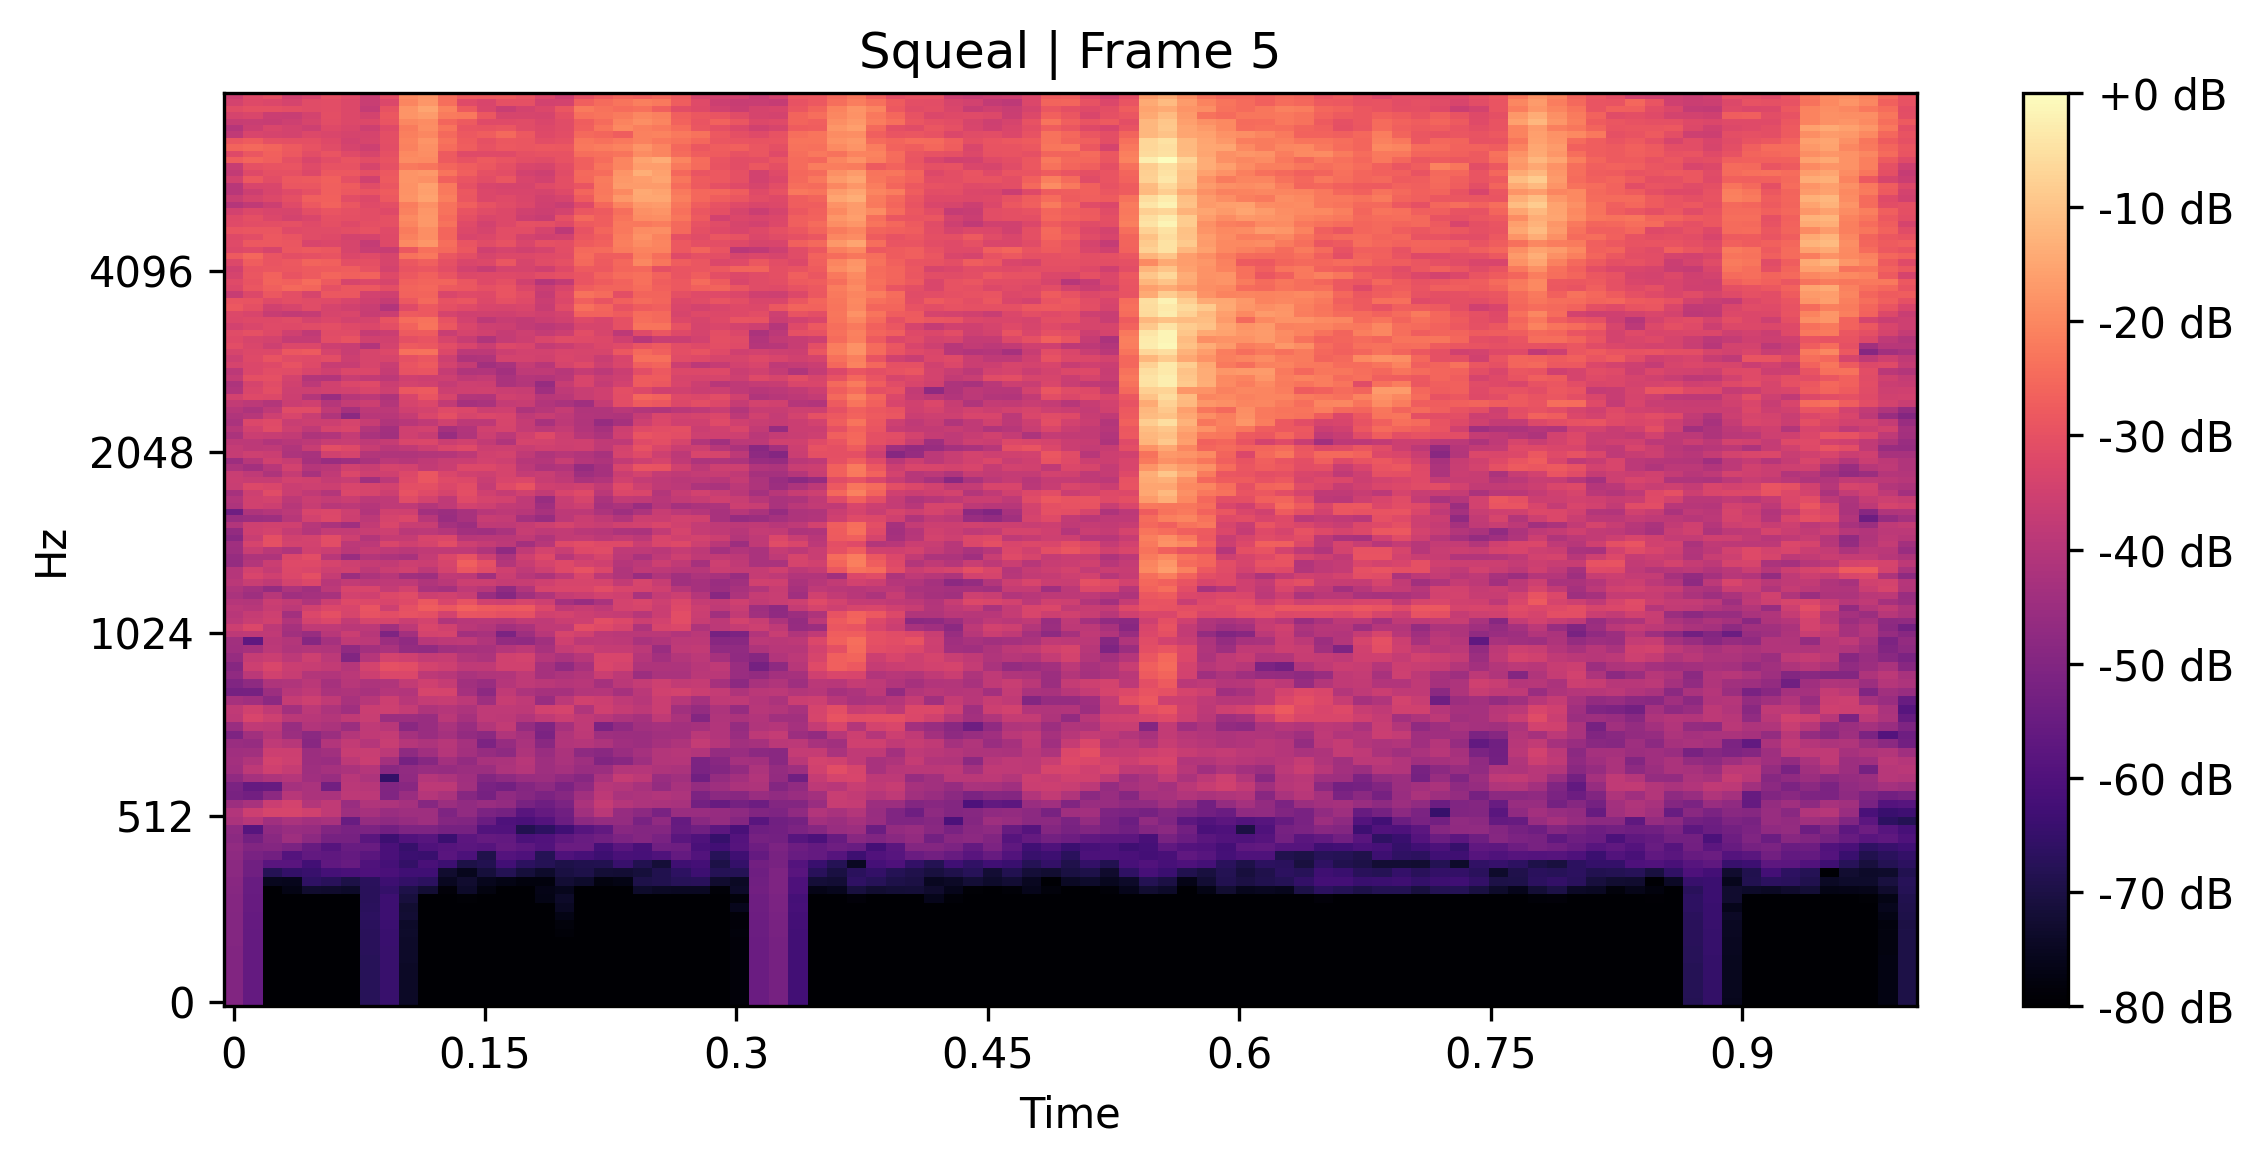 Squeal | Frame 5
+0 dB
-10 dB
-20 dB
-30 dB
-40 dB
-50 dB
-60 dB
-70 dB
-80 dB
Hz
4096
2048
1024
512
0
0 0.15 0.3 0.45 0.6 0.75 0.9
Time